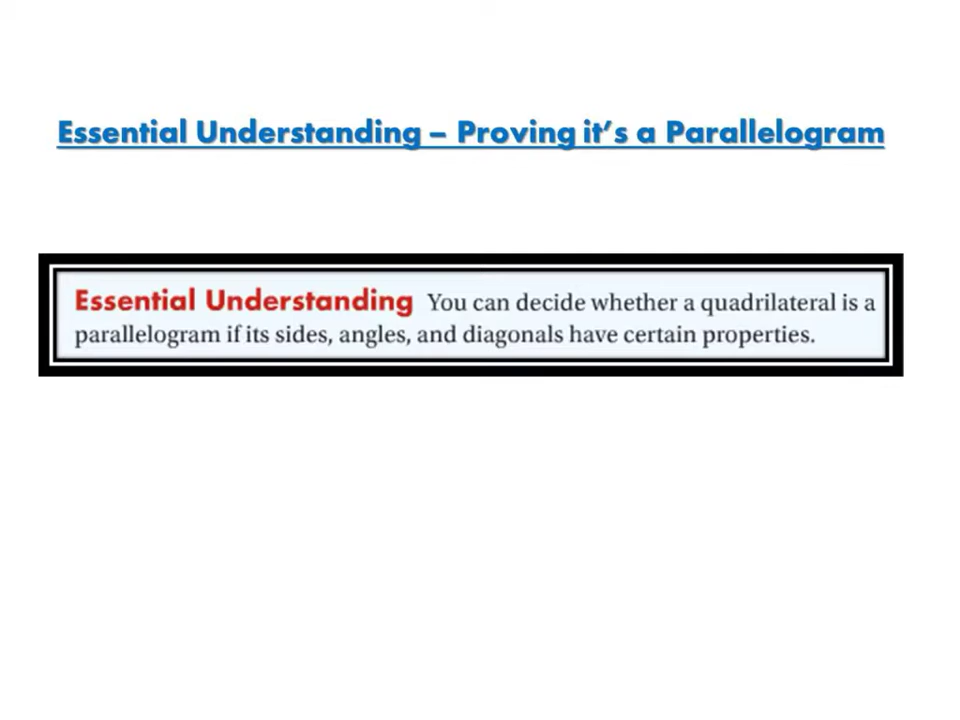 Essential Understanding – Proving it's a Parallelogram
Essential Understanding You can decide whether a quadrilateral is a
parallelogram if its sides, angles, and diagonals have certain properties.